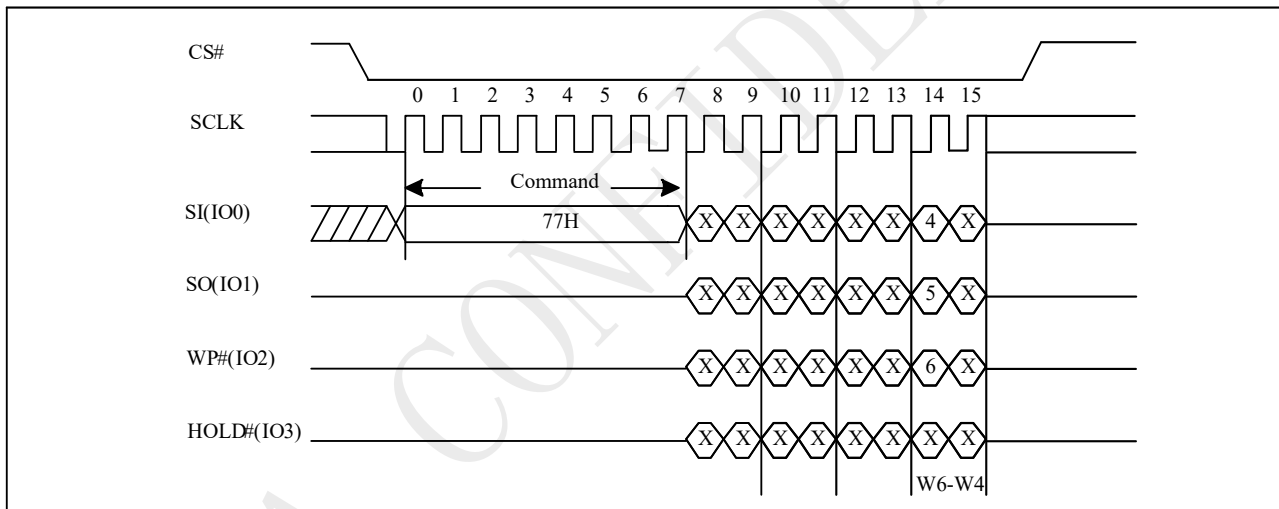 CS#
0 1 2 3 4 5 6 7 8 9 10 11 12 13 14 15
SCLK
Command
SI(IO0) 77H X X X X X X 4 X
SO(IO1) X X X X X X 5 X
WP#(IO2) X X X X X X 6 X
HOLD#(IO3) X X X X X X X X
W6-W4